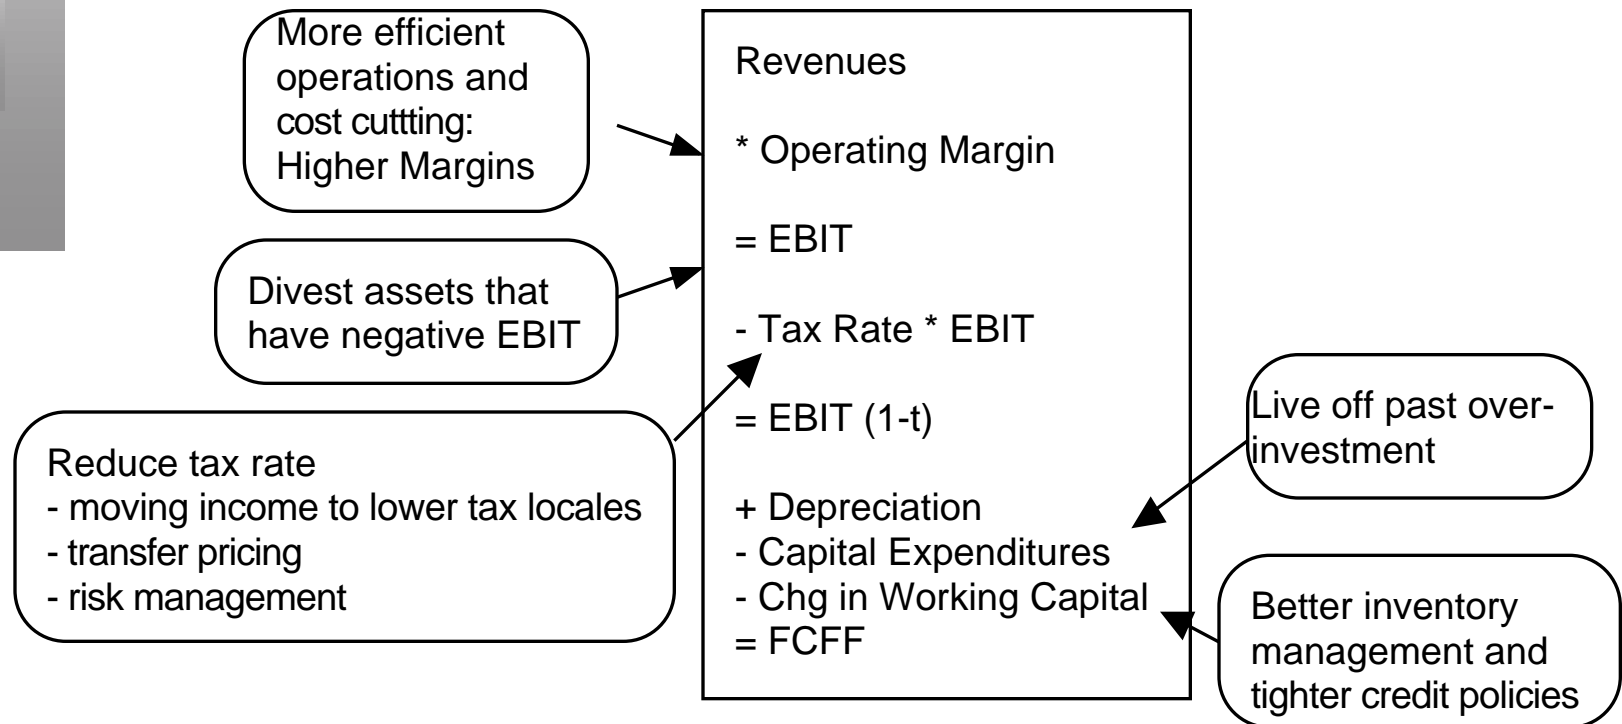 More efficient
operations and
cost cuttting:
Higher Margins
Divest assets that
have negative EBIT
Reduce tax rate
- moving income to lower tax locales
- transfer pricing
- risk management
Revenues
* Operating Margin
= EBIT
- Tax Rate * EBIT
= EBIT (1-t)
+ Depreciation
- Capital Expenditures
- Chg in Working Capital
= FCFF
Live off past over-
investment
Better inventory
management and
tighter credit policies